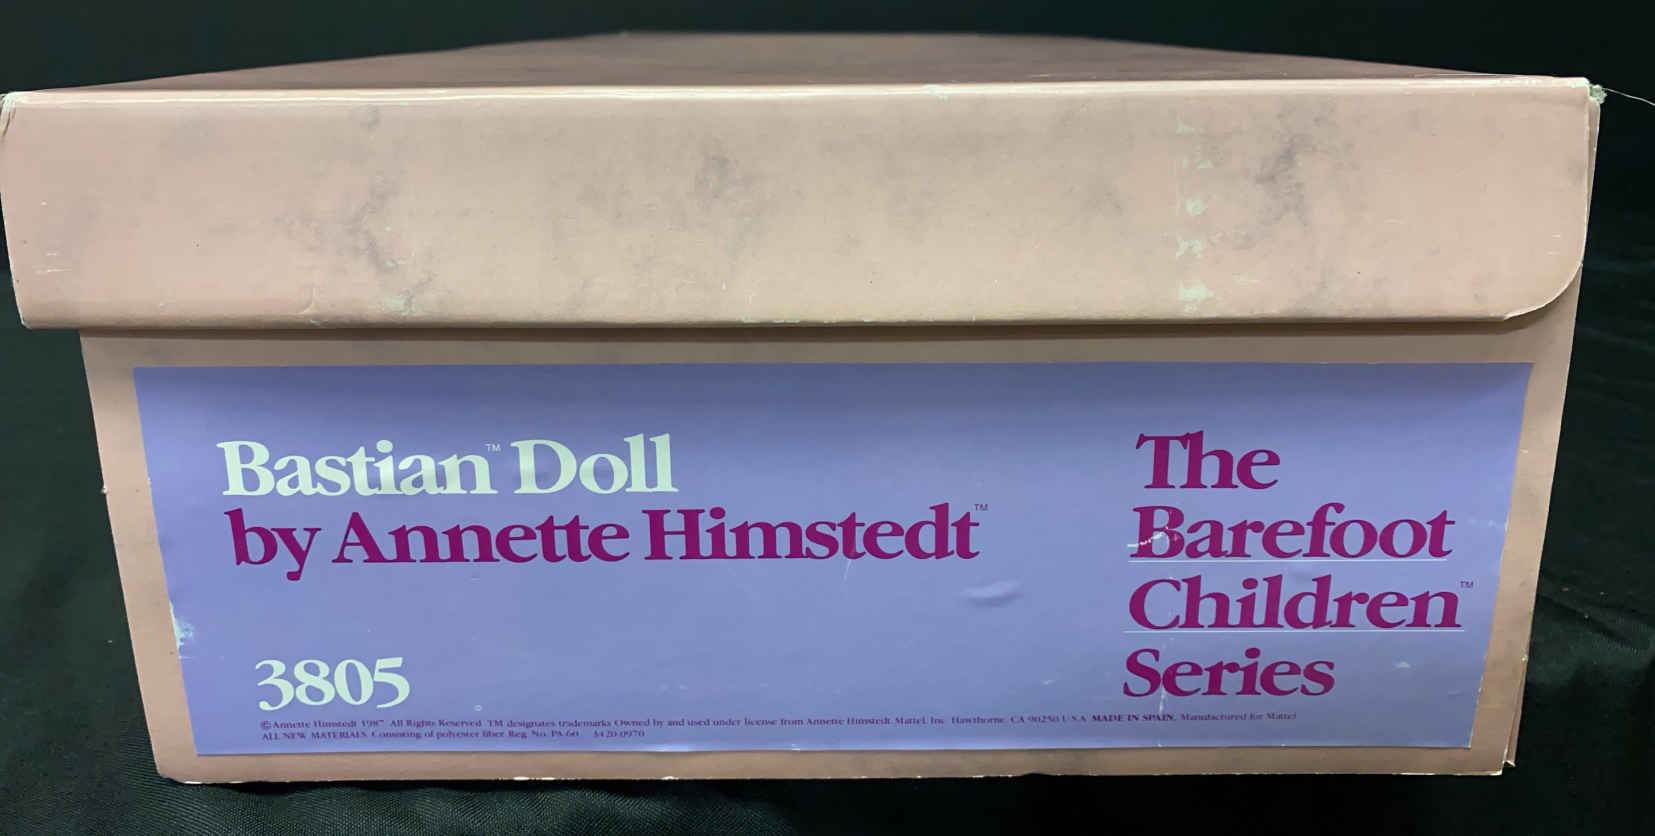 Bastian™ Doll
by Annette Himstedt™
3805
The
Barefoot
Children™
Series
©Annette Himstedt 1987 All Rights Reserved TM designates trademarks Owned by and used under license from Annette Himstedt. Mattel, Inc. Hawthorne, CA 90250 U.S.A. MADE IN SPAIN. Manufactured for Mattel
ALL NEW MATERIALS Consisting of polyester fiber Reg. No. PA-60 3420-0970